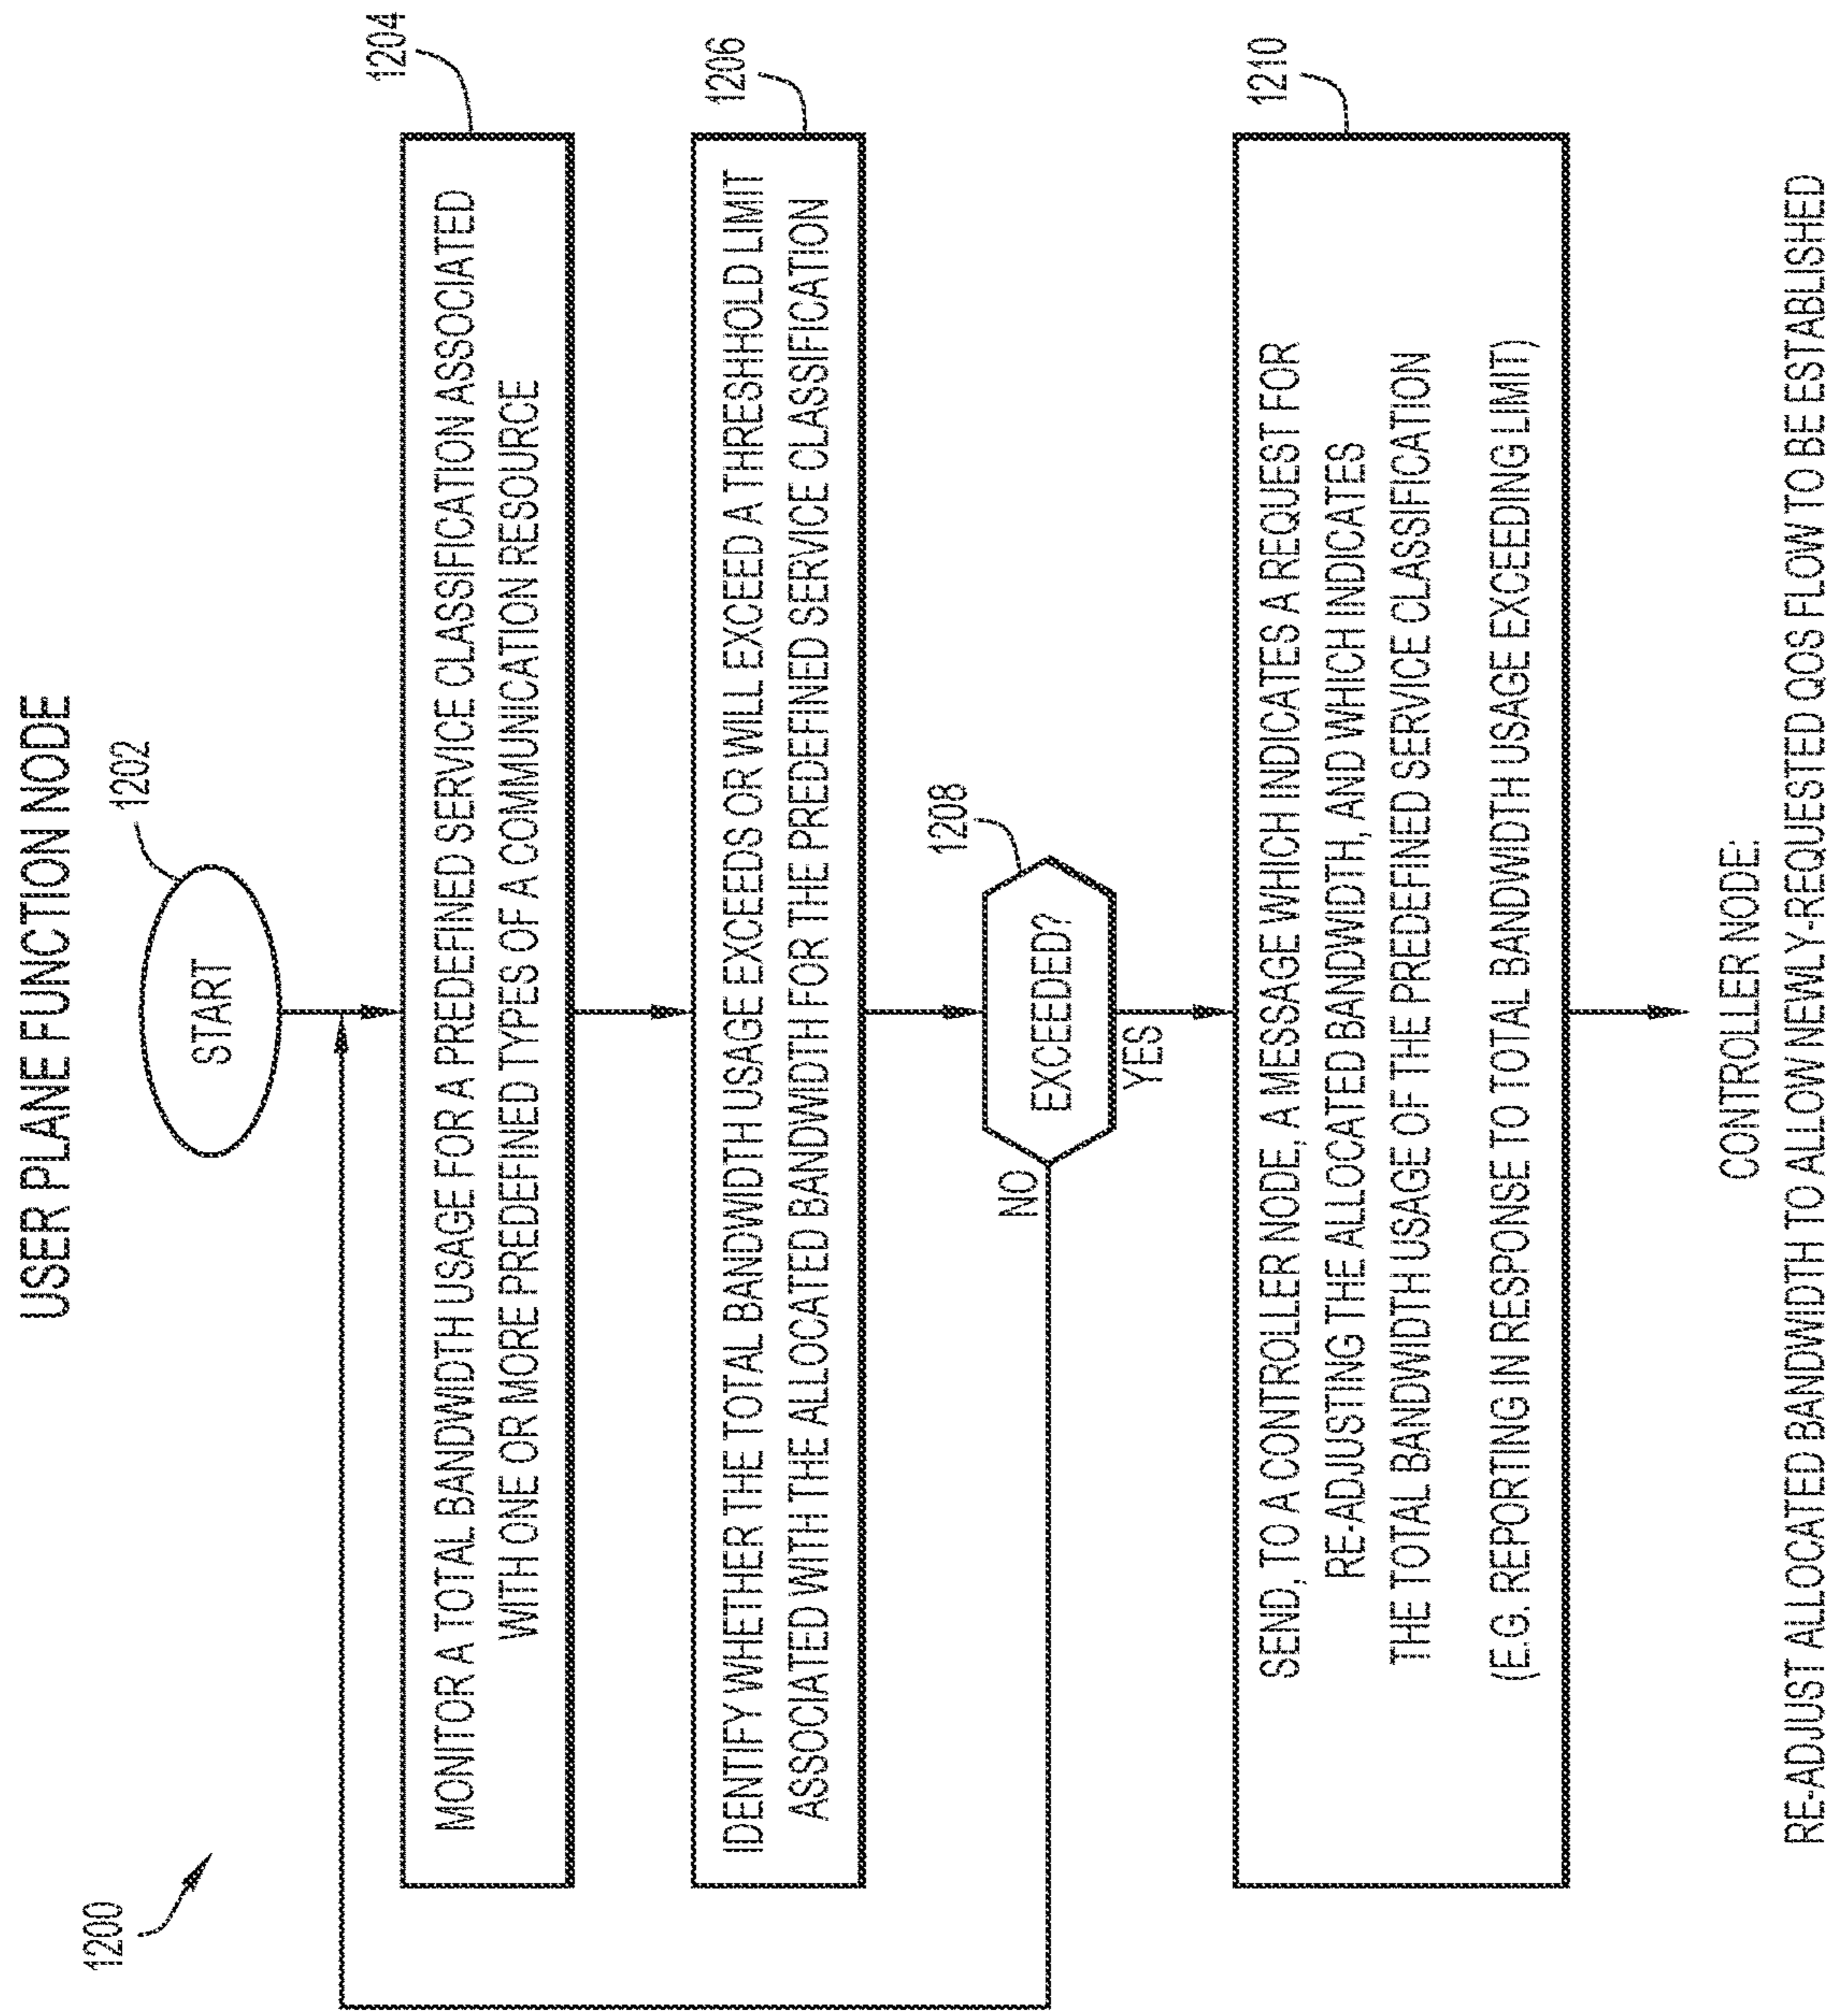 USER PLANE FUNCTION NODE
1200
1202
START
1204
MONITOR A TOTAL BANDWIDTH USAGE FOR A PREDEFINED SERVICE CLASSIFICATION ASSOCIATED
WITH ONE OR MORE PREDEFINED TYPES OF A COMMUNICATION RESOURCE
1206
IDENTIFY WHETHER THE TOTAL BANDWIDTH USAGE EXCEEDS OR WILL EXCEED A THRESHHOLD LIMIT
ASSOCIATED WITH THE ALLOCATED BANDWIDTH FOR THE PREDEFINED SERVICE CLASSIFICATION
1208
EXCEEDED?
NO
YES
1210
SEND, TO A CONTROLLER NODE, A MESSAGE WHICH INDICATES A REQUEST FOR
RE-ADJUSTING THE ALLOCATED BANDWIDTH, AND WHICH INDICATES
THE TOTAL BANDWIDTH USAGE OF THE PREDEFINED SERVICE CLASSIFICATION
(E.G. REPORTING IN RESPONSE TO TOTAL BANDWIDTH USAGE EXCEEDING LIMIT)
CONTROLLER NODE:
RE-ADJUST ALLOCATED BANDWIDTH TO ALLOW NEWLY-REQUESTED QOS FLOW TO BE ESTABLISHED